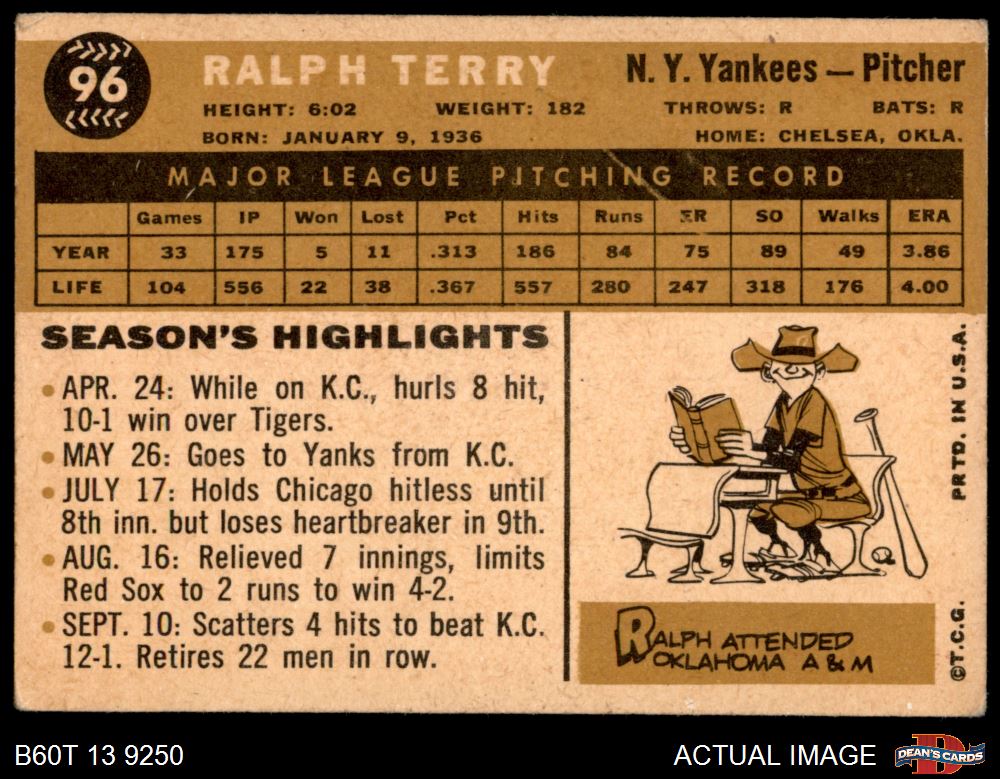 96
RALPH TERRY
N. Y. Yankees — Pitcher
HEIGHT: 6:02 WEIGHT: 182 THROWS: R BATS: R
BORN: JANUARY 9, 1936 HOME: CHELSEA, OKLA.
MAJOR LEAGUE PITCHING RECORD
Games IP Won Lost Pct Hits Runs ER SO Walks ERA
YEAR 33 175 5 11 .313 186 84 75 89 49 3.86
LIFE 104 556 22 38 .367 557 280 247 318 176 4.00
SEASON'S HIGHLIGHTS
• APR. 24: While on K.C., hurls 8 hit,
10-1 win over Tigers.
• MAY 26: Goes to Yanks from K.C.
• JULY 17: Holds Chicago hitless until
8th inn. but loses heartbreaker in 9th.
• AUG. 16: Relieved 7 innings, limits
Red Sox to 2 runs to win 4-2.
• SEPT. 10: Scatters 4 hits to beat K.C.
12-1. Retires 22 men in row.
RALPH ATTENDED
OKLAHOMA A & M
©T.C.G. PRTD. IN U.S.A.
B60T 13 9250
ACTUAL IMAGE
DEAN'S CARDS